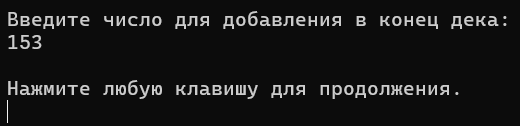 Введите число для добавления в конец дека:
153
Нажмите любую клавишу для продолжения.